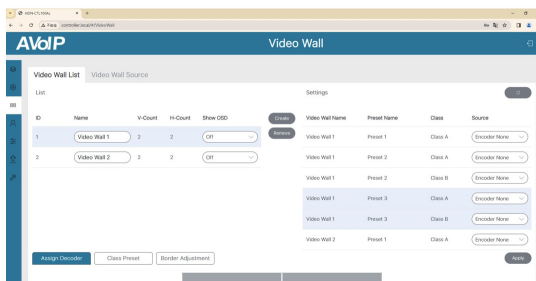 AVoIP
Video Wall
Video Wall List Video Wall Source
List
ID Name V-Count H-Count Show OSD
1 Video Wall 1 2 2 Off
2 Video Wall 2 2 2 Off
Create
Remove
Settings
Video Wall Name Preset Name Class Source
Video Wall 1 Preset 1 Class A Encoder None
Video Wall 1 Preset 2 Class A Encoder None
Video Wall 1 Preset 2 Class B Encoder None
Video Wall 1 Preset 3 Class A Encoder None
Video Wall 1 Preset 3 Class B Encoder None
Video Wall 2 Preset 1 Class A Encoder None
Assign Decoder Class Preset Border Adjustment
Apply